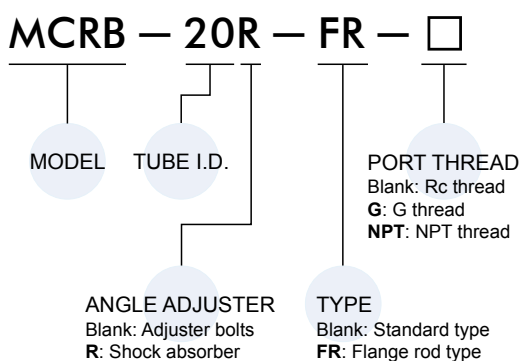 MCRB — 20R — FR — □
MODEL
TUBE I.D.
PORT THREAD
Blank: Rc thread
G: G thread
NPT: NPT thread
ANGLE ADJUSTER
Blank: Adjuster bolts
R: Shock absorber
TYPE
Blank: Standard type
FR: Flange rod type